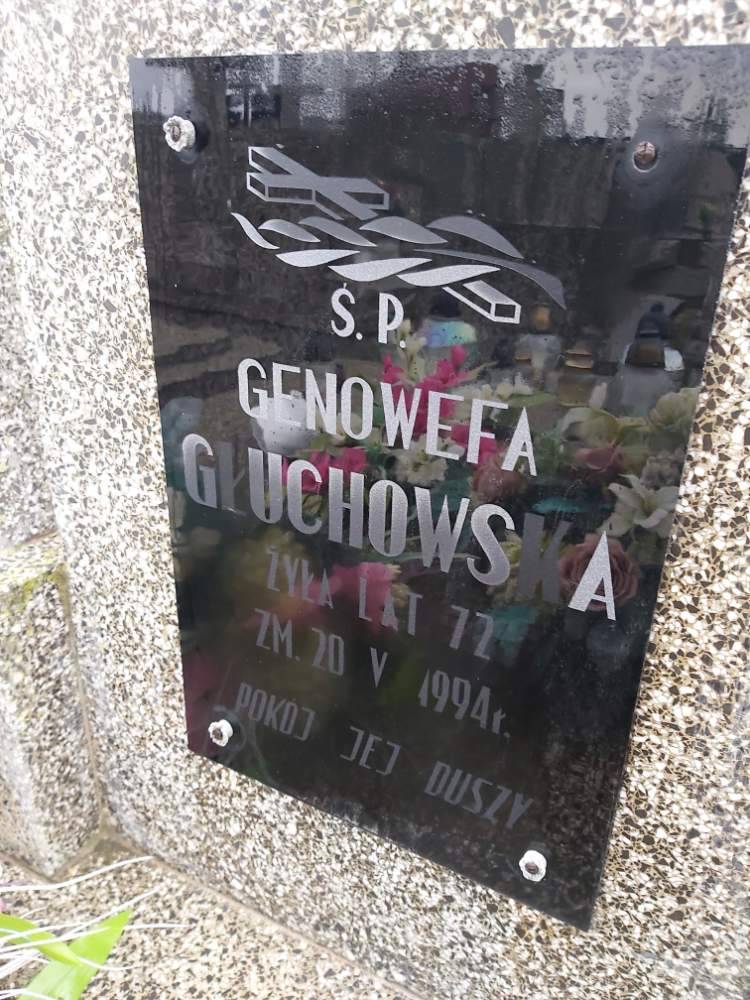 Ś.P.
GENOWEFA
GŁUCHOWSKA
ŻYŁA LAT 72
ZM. 20 V 1994r.
POKÓJ JEJ DUSZY